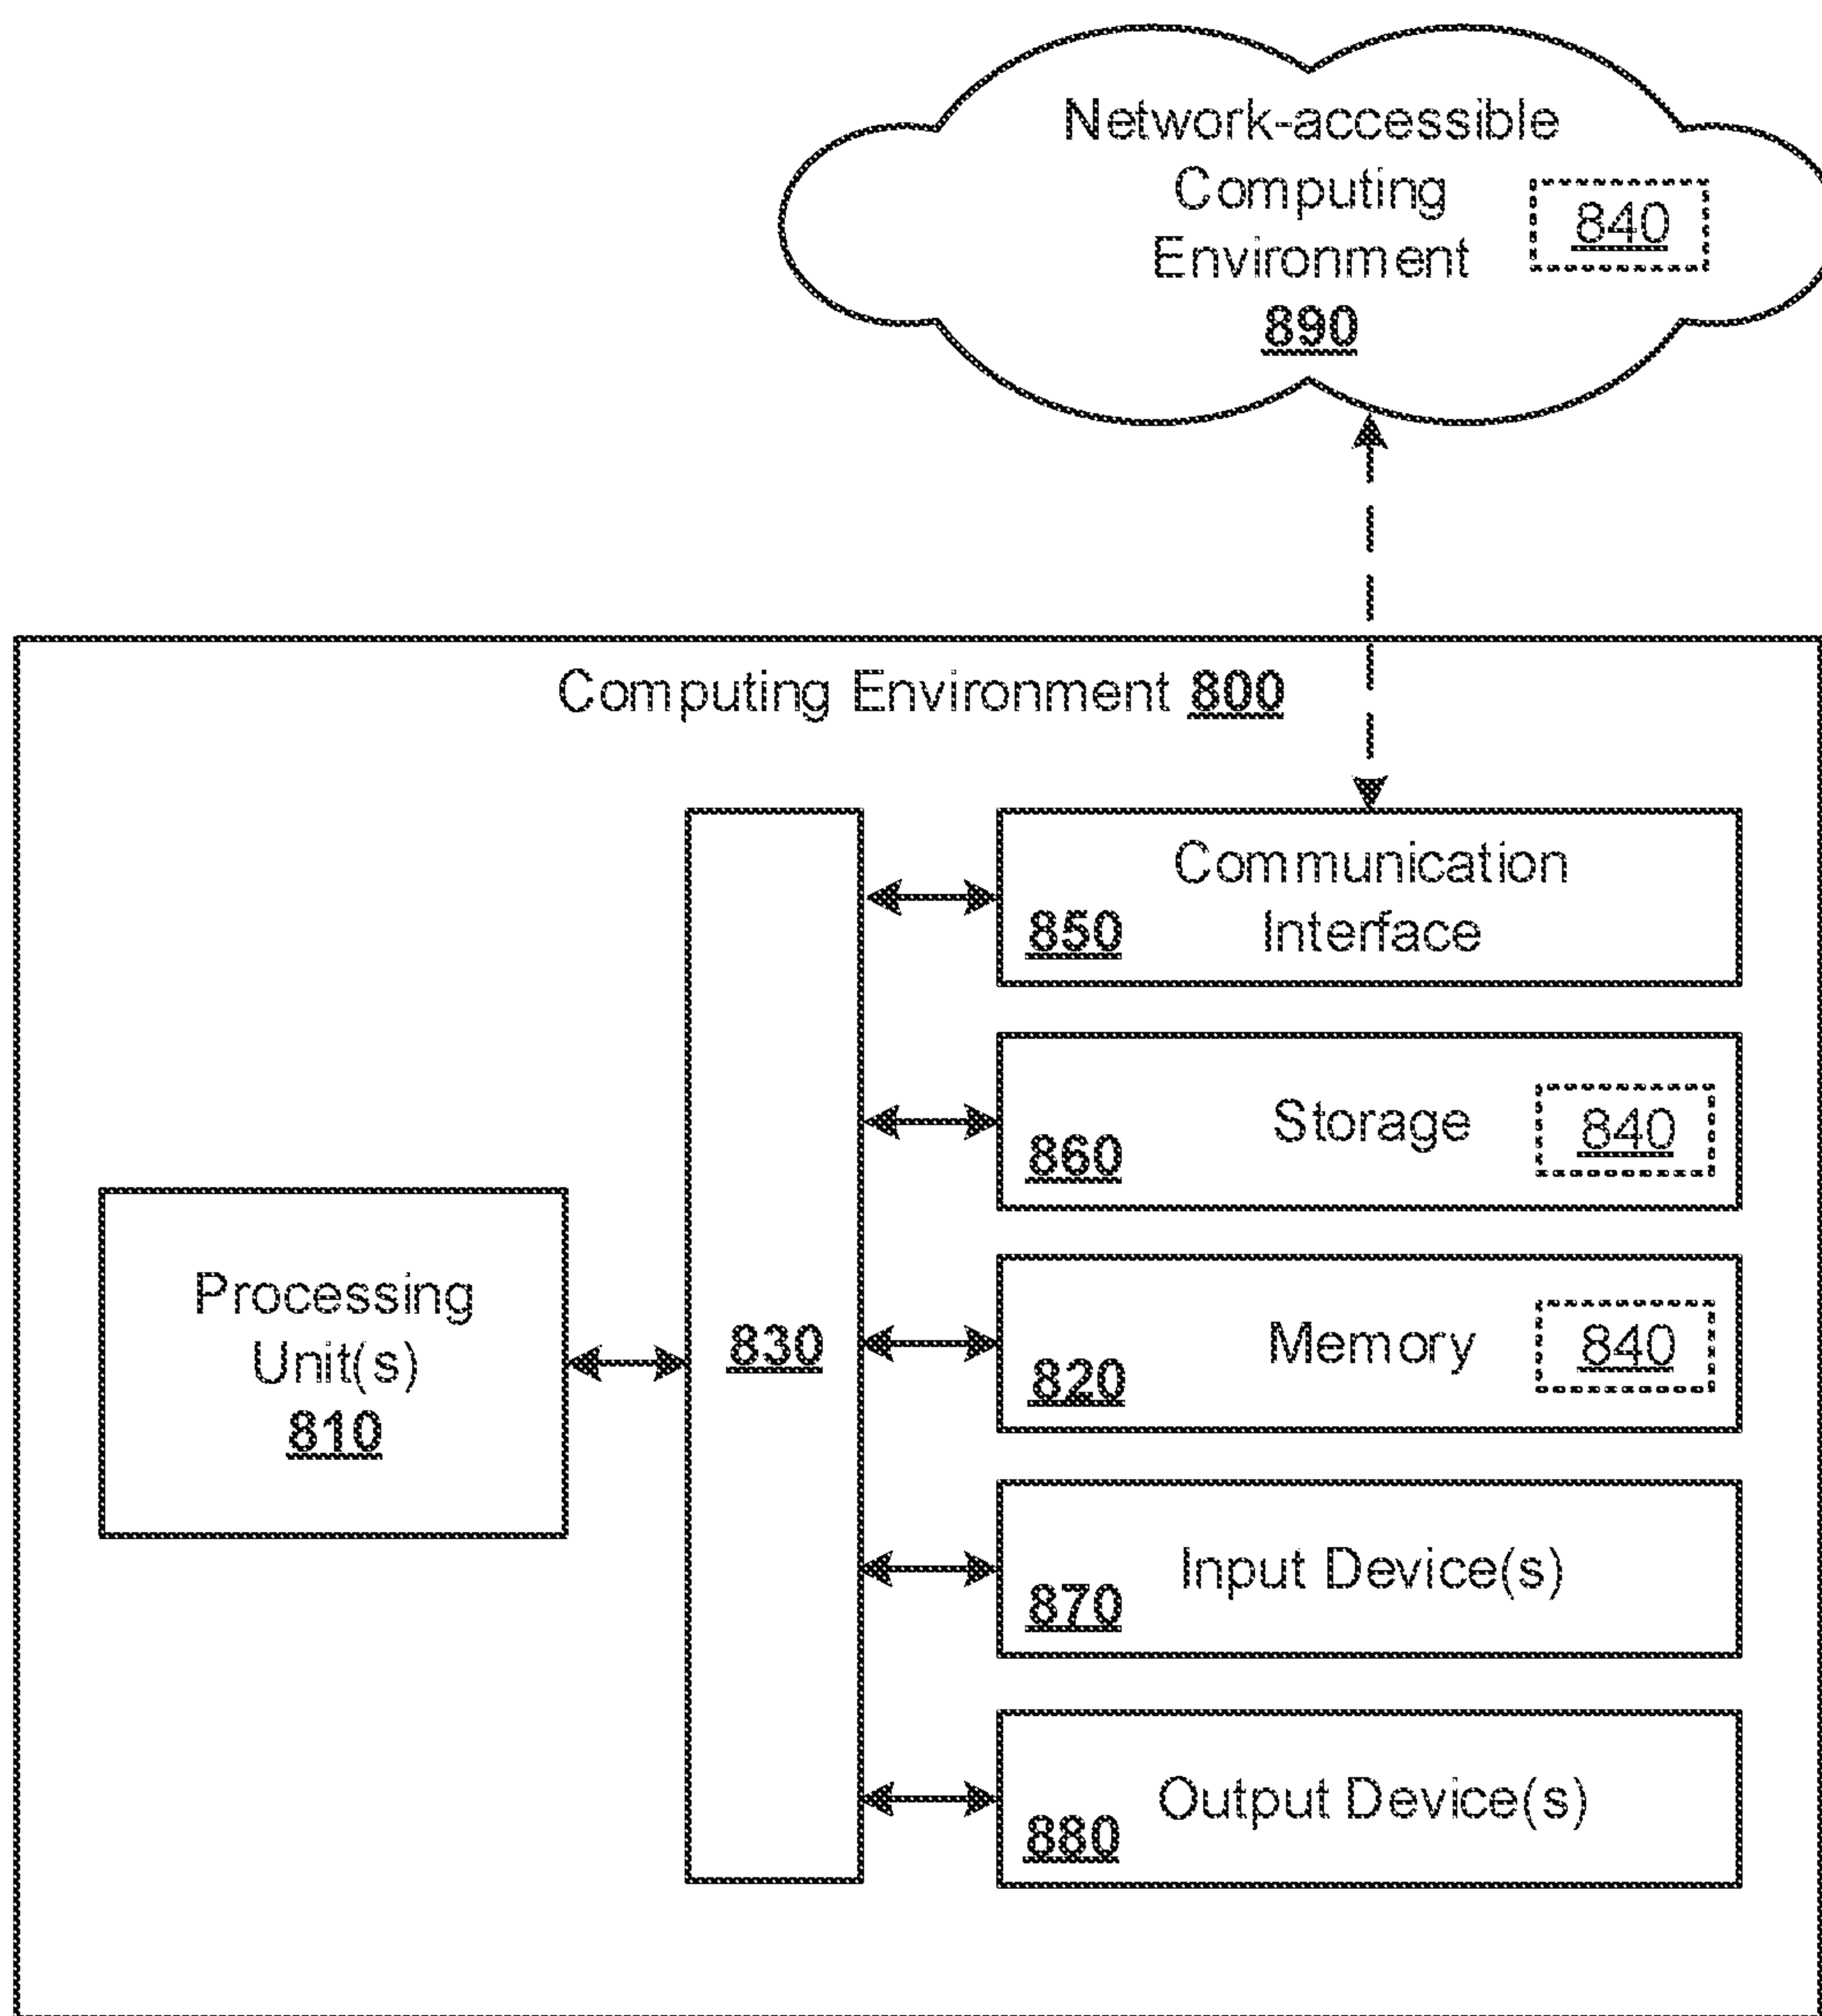 Network-accessible
Computing
Environment
840
890
Computing Environment 800
Communication
Interface
850
Storage
840
860
Processing
Unit(s)
810
830
Memory
840
820
Input Device(s)
870
Output Device(s)
880